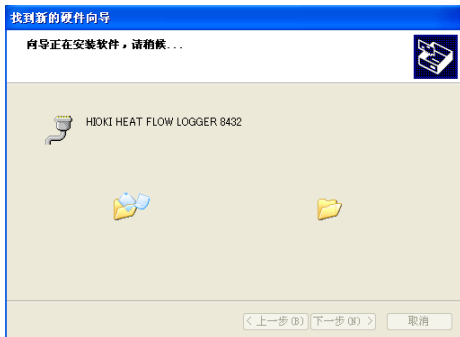 找到新的硬件向导
向导正在安装软件，请稍候...
HIOKI HEAT FLOW LOGGER 8432
< 上一步(B) 下一步(N) > 取消